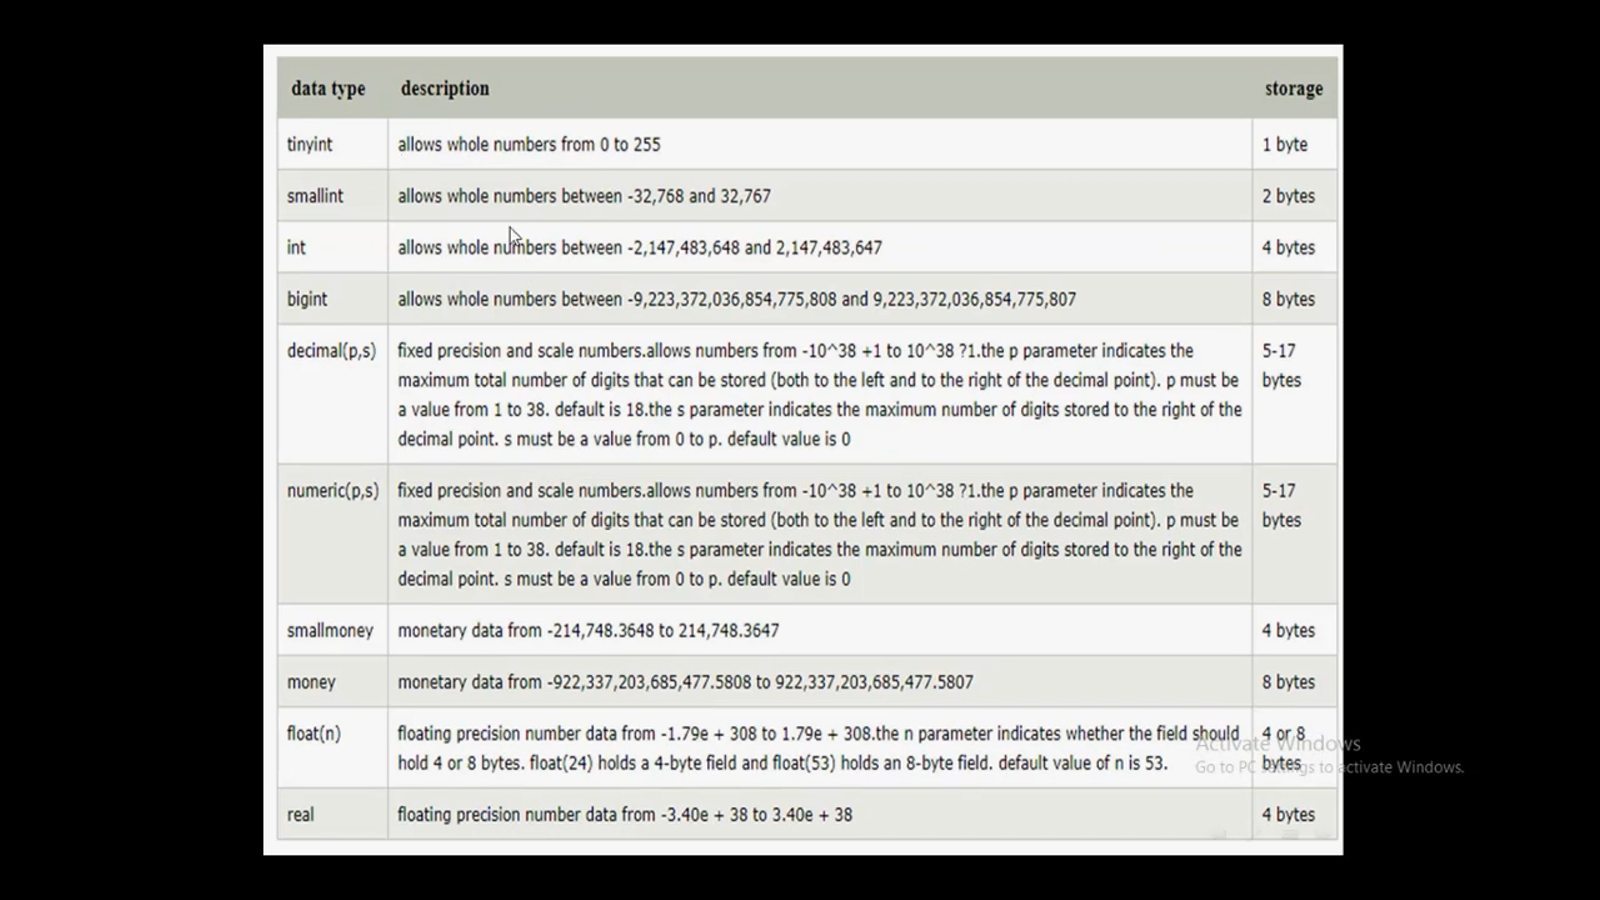 data type description storage
tinyint allows whole numbers from 0 to 255 1 byte
smallint allows whole numbers between -32,768 and 32,767 2 bytes
int allows whole numbers between -2,147,483,648 and 2,147,483,647 4 bytes
bigint allows whole numbers between -9,223,372,036,854,775,808 and 9,223,372,036,854,775,807 8 bytes
decimal(p,s) fixed precision and scale numbers.allows numbers from -10^38 +1 to 10^38 ?1.the p parameter indicates the 5-17
maximum total number of digits that can be stored (both to the left and to the right of the decimal point). p must be bytes
a value from 1 to 38. default is 18.the s parameter indicates the maximum number of digits stored to the right of the
decimal point. s must be a value from 0 to p. default value is 0
numeric(p,s) fixed precision and scale numbers.allows numbers from -10^38 +1 to 10^38 ?1.the p parameter indicates the 5-17
maximum total number of digits that can be stored (both to the left and to the right of the decimal point). p must be bytes
a value from 1 to 38. default is 18.the s parameter indicates the maximum number of digits stored to the right of the
decimal point. s must be a value from 0 to p. default value is 0
smallmoney monetary data from -214,748.3648 to 214,748.3647 4 bytes
money monetary data from -922,337,203,685,477.5808 to 922,337,203,685,477.5807 8 bytes
float(n) floating precision number data from -1.79e + 308 to 1.79e + 308.the n parameter indicates whether the field should 4 or 8
hold 4 or 8 bytes. float(24) holds a 4-byte field and float(53) holds an 8-byte field. default value of n is 53. bytes
real floating precision number data from -3.40e + 38 to 3.40e + 38 4 bytes
Activate Windows
Go to PC settings to activate Windows.